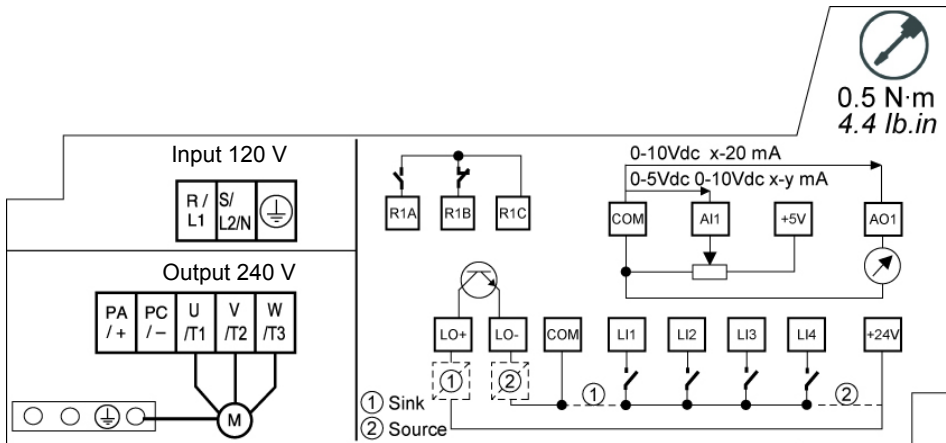 0.5 N·m
4.4 lb.in
Input 120 V
R / L1
S/ L2/N
Output 240 V
PA / +
PC / –
U /T1
V /T2
W /T3
M
R1A
R1B
R1C
0-10Vdc x-20 mA
0-5Vdc 0-10Vdc x-y mA
COM
AI1
+5V
AO1
LO+
LO-
COM
LI1
LI2
LI3
LI4
+24V
①
②
①
②
① Sink
② Source